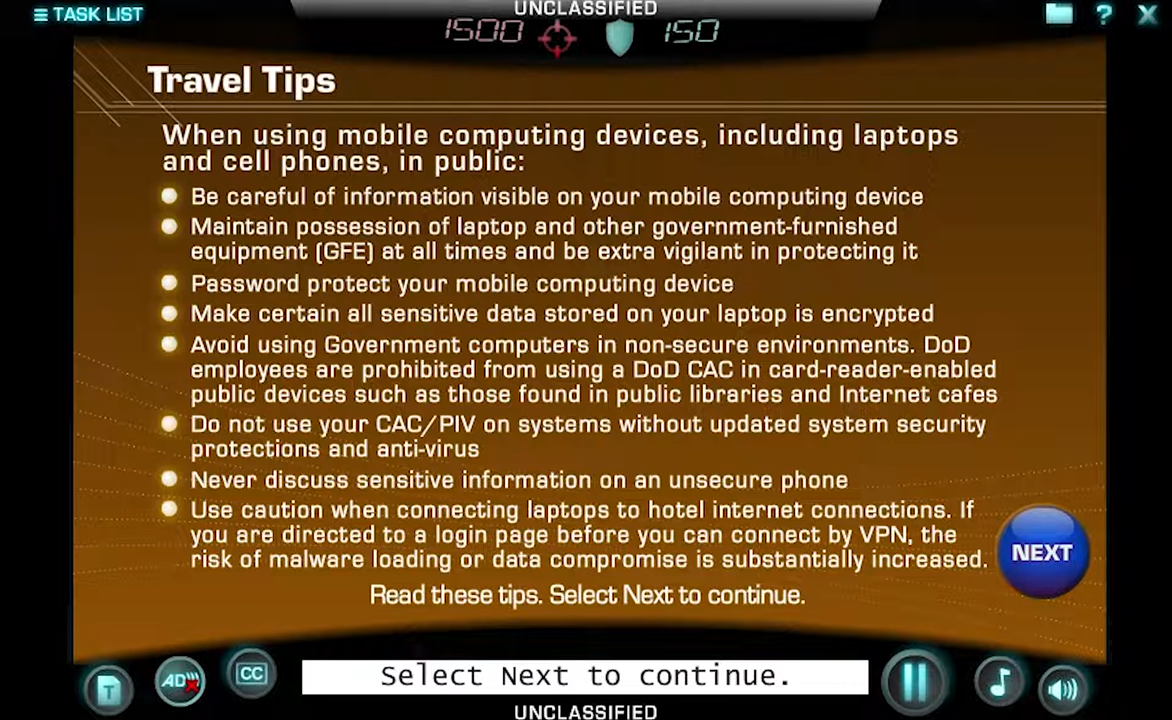 UNCLASSIFIED
≡ TASK LIST
1500 150
? X
Travel Tips
When using mobile computing devices, including laptops
and cell phones, in public:
Be careful of information visible on your mobile computing device
Maintain possession of laptop and other government-furnished
equipment (GFE) at all times and be extra vigilant in protecting it
Password protect your mobile computing device
Make certain all sensitive data stored on your laptop is encrypted
Avoid using Government computers in non-secure environments. DoD
employees are prohibited from using a DoD CAC in card-reader-enabled
public devices such as those found in public libraries and Internet cafes
Do not use your CAC/PIV on systems without updated system security
protections and anti-virus
Never discuss sensitive information on an unsecure phone
Use caution when connecting laptops to hotel internet connections. If
you are directed to a login page before you can connect by VPN, the
risk of malware loading or data compromise is substantially increased.
NEXT
Read these tips. Select Next to continue.
T
AD
CC
Select Next to continue.
UNCLASSIFIED